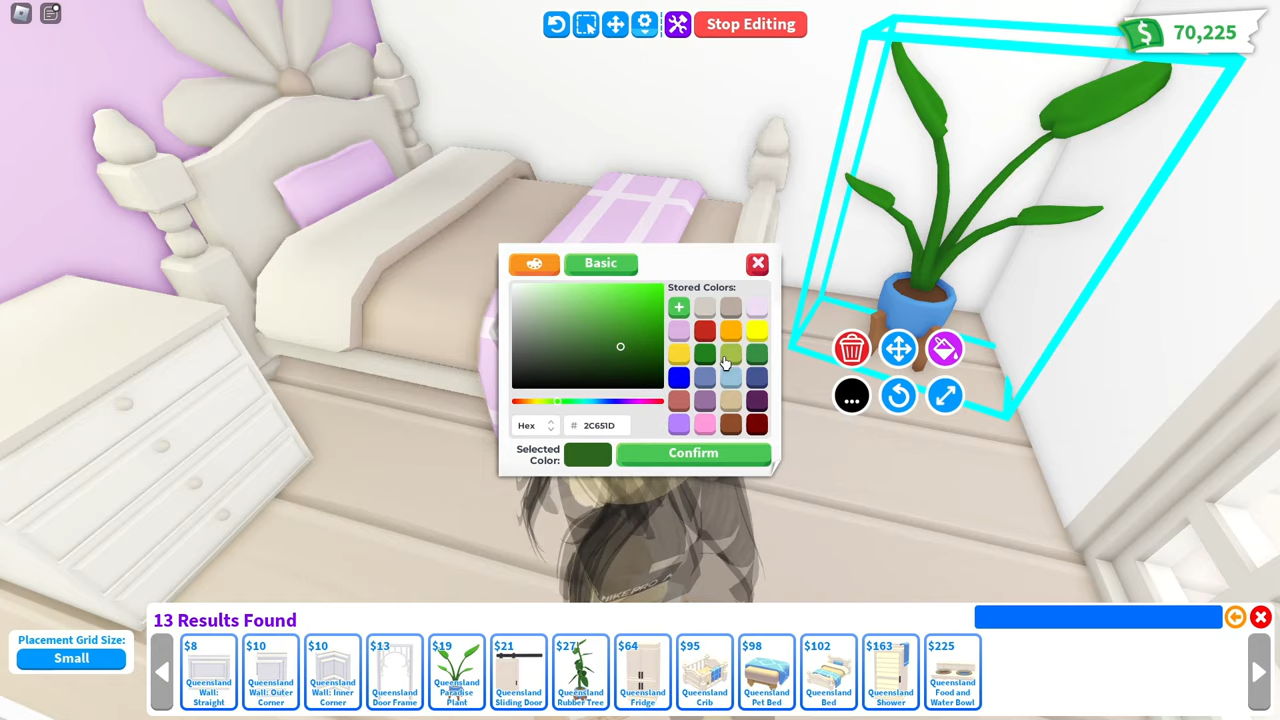 Stop Editing
70,225
Basic
Stored Colors:
Hex
# 2C651D
Selected
Color:
Confirm
13 Results Found
Placement Grid Size:
Small
$8
Queensland
Wall:
Straight
$10
Queensland
Wall: Outer
Corner
$10
Queensland
Wall: Inner
Corner
$13
Queensland
Door Frame
$19
Queensland
Paradise
Plant
$21
Queensland
Sliding Door
$27
Queensland
Rubber Tree
$64
Queensland
Fridge
$95
Queensland
Crib
$98
Queensland
Pet Bed
$102
Queensland
Bed
$163
Queensland
Shower
$225
Queensland
Food and
Water Bowl